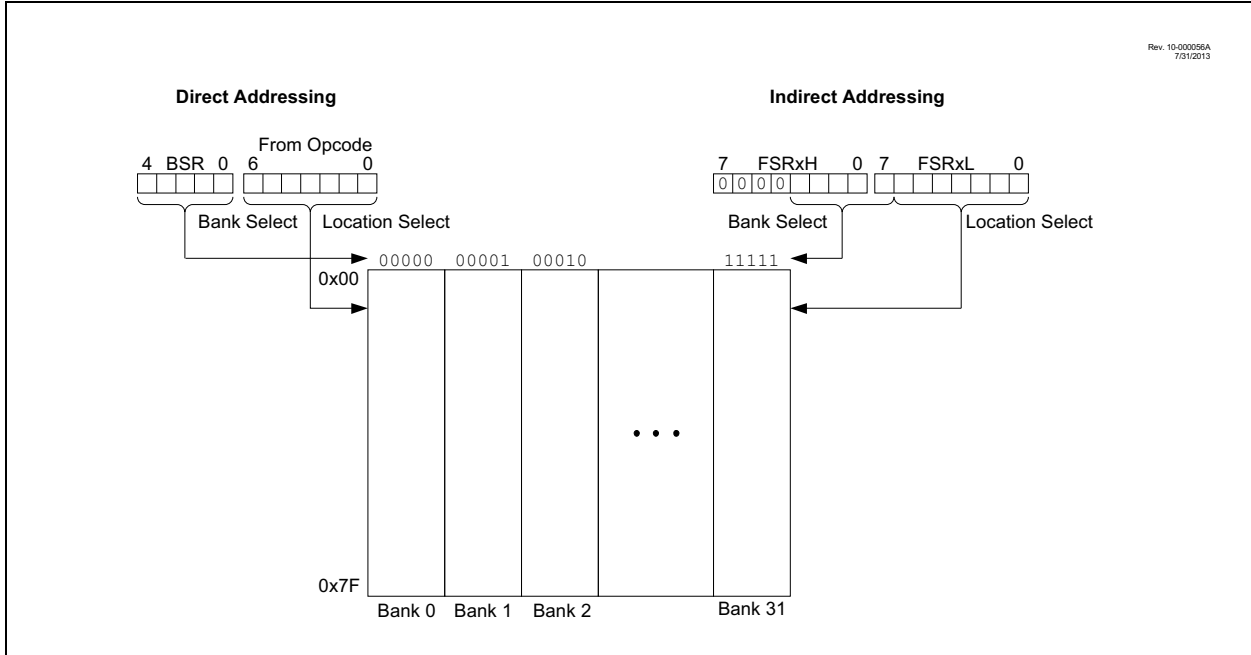 Rev. 10-000056A
7/31/2013
Direct Addressing
Indirect Addressing
From Opcode
4 BSR 0 6 0
7 FSRxH 0 7 FSRxL 0
0 0 0 0
Bank Select Location Select
Bank Select Location Select
00000 00001 00010 11111
0x00
• • •
0x7F
Bank 0 Bank 1 Bank 2 Bank 31